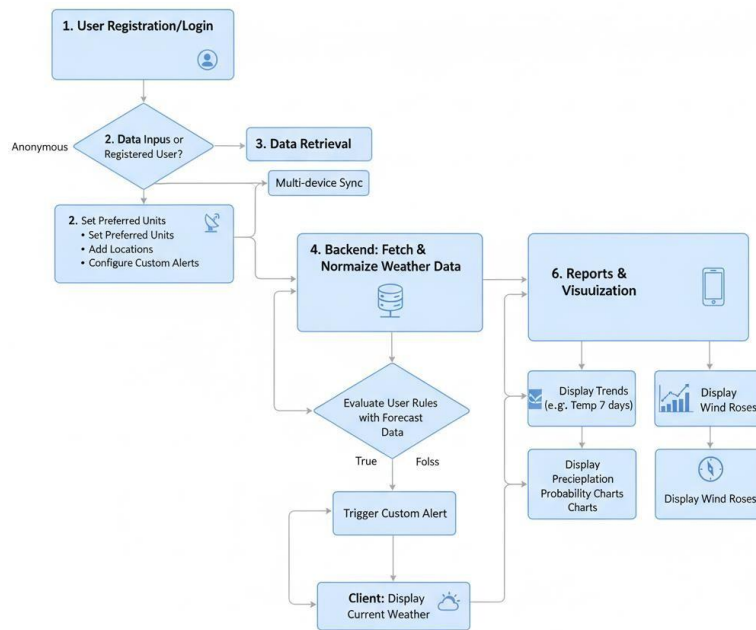 1. User Registration/Login
Anonymous
2. Data Inpus or
Registered User?
3. Data Retrieval
Multi-device Sync
2. Set Preferred Units
• Set Preferred Units
• Add Locations
• Configure Custom Alerts
4. Backend: Fetch &
Normaize Weather Data
6. Reports &
Visuuization
Evaluate User Rules
with Forecast
Data
True
Folss
Display Trends
(e.g. Temp 7 days)
Display
Wind Roses
Display
Precieplation
Probability Charts
Charts
Display Wind Roses
Trigger Custom Alert
Client: Display
Current Weather